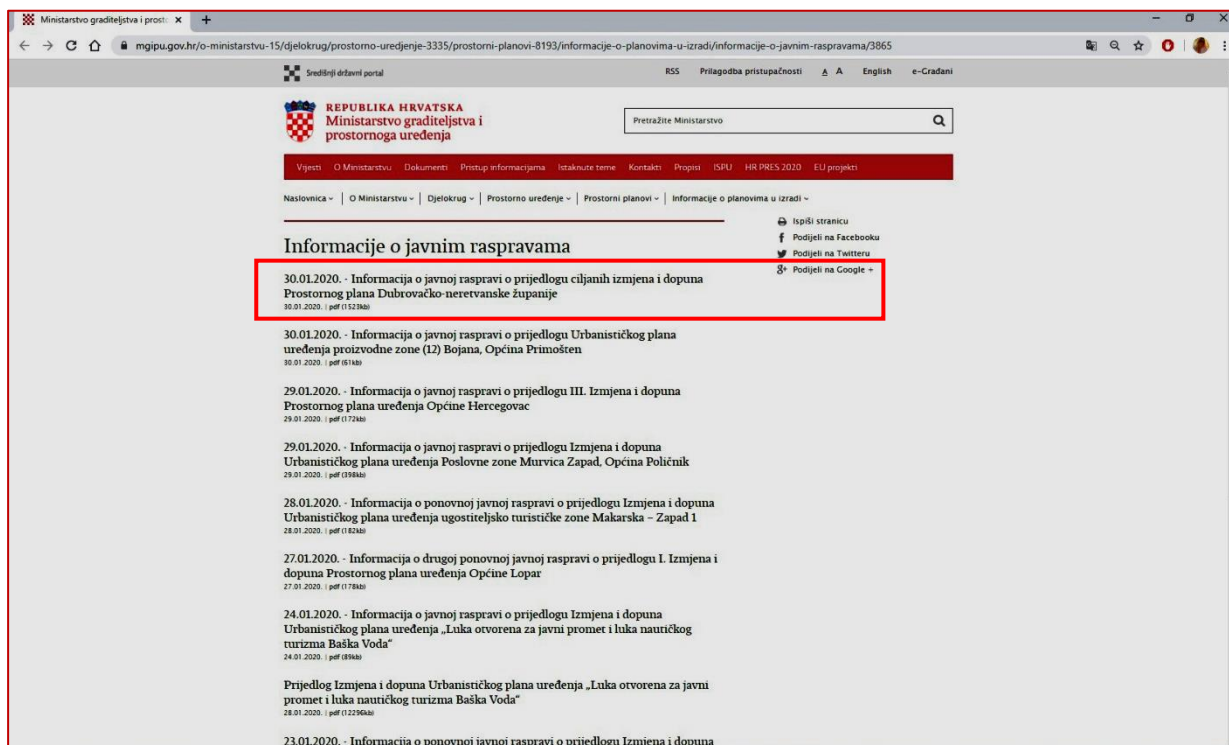 Ministarstvo graditeljstva i prosto
mgipu.gov.hr/o-ministarstvu-15/djelokrug/prostorno-uredjenje-3335/prostorni-planovi-8193/informacije-o-planovima-u-izradi/informacije-o-javnim-raspravama/3865
Središnji državni portal RSS Prilagodba pristupačnosti A A English e-Građani
REPUBLIKA HRVATSKA
Ministarstvo graditeljstva i
prostornoga uređenja
Pretražite Ministarstvo
Vijesti O Ministarstvu Dokumenti Pristup informacijama Istaknute teme Kontakti Propisi ISPU HR PRES 2020 EU projekti
Naslovnica | O Ministarstvu | Djelokrug | Prostorno uređenje | Prostorni planovi | Informacije o planovima u izradi
Ispiši stranicu
Podijeli na Facebooku
Podijeli na Twitteru
Podijeli na Google +
Informacije o javnim raspravama
30.01.2020. - Informacija o javnoj raspravi o prijedlogu ciljanih izmjena i dopuna
Prostornog plana Dubrovačko-neretvanske županije
30.01.2020. | pdf (1523kb)
30.01.2020. - Informacija o javnoj raspravi o prijedlogu Urbanističkog plana
uređenja proizvodne zone (12) Bojana, Općina Primošten
30.01.2020. | pdf (61kb)
29.01.2020. - Informacija o javnoj raspravi o prijedlogu III. Izmjena i dopuna
Prostornog plana uređenja Općine Hercegovac
29.01.2020. | pdf (172kb)
29.01.2020. - Informacija o javnoj raspravi o prijedlogu Izmjena i dopuna
Urbanističkog plana uređenja Poslovne zone Murvica Zapad, Općina Poličnik
29.01.2020. | pdf (398kb)
28.01.2020. - Informacija o ponovnoj javnoj raspravi o prijedlogu Izmjena i dopuna
Urbanističkog plana uređenja ugostiteljsko turističke zone Makarska – Zapad 1
28.01.2020. | pdf (182kb)
27.01.2020. - Informacija o drugoj ponovnoj javnoj raspravi o prijedlogu I. Izmjena i
dopuna Prostornog plana uređenja Općine Lopar
27.01.2020. | pdf (178kb)
24.01.2020. - Informacija o javnoj raspravi o prijedlogu Izmjena i dopuna
Urbanističkog plana uređenja „Luka otvorena za javni promet i luka nautičkog
turizma Baška Voda“
24.01.2020. | pdf (89kb)
Prijedlog Izmjena i dopuna Urbanističkog plana uređenja „Luka otvorena za javni
promet i luka nautičkog turizma Baška Voda“
28.01.2020. | pdf (12296kb)
23.01.2020. - Informacija o ponovnoj javnoj raspravi o prijedlogu Izmjena i dopuna